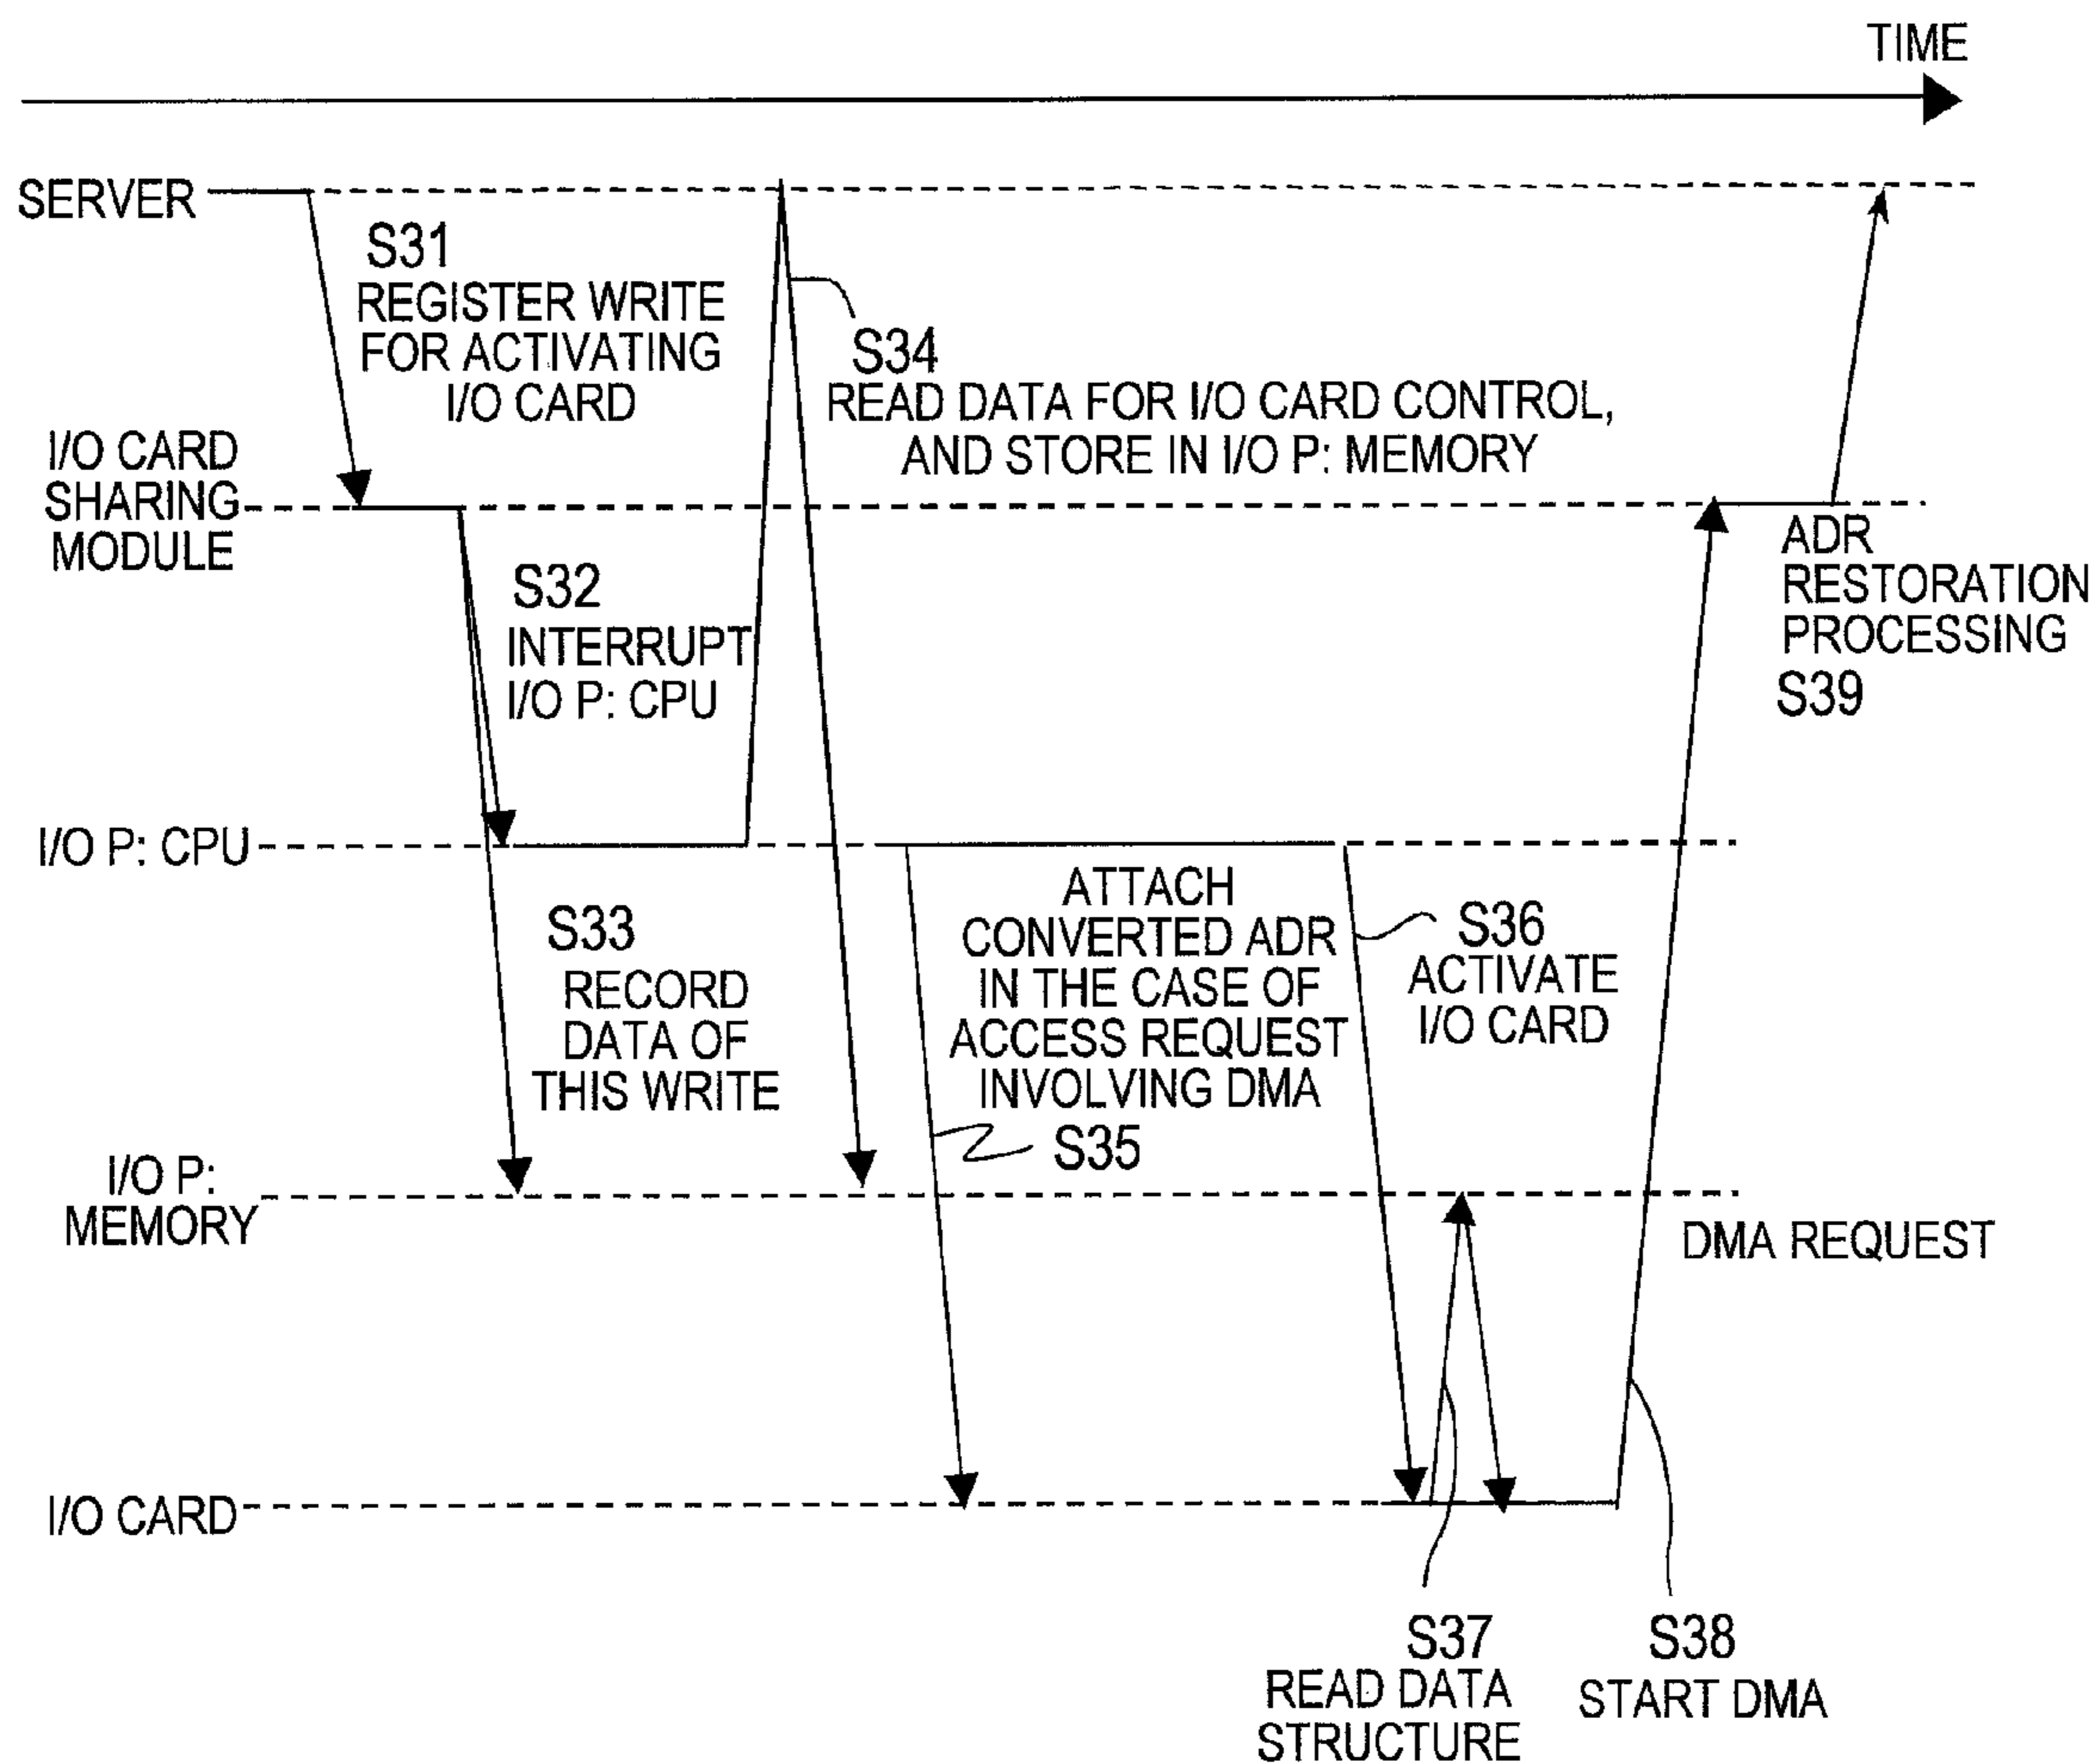 TIME
SERVER
S31
REGISTER WRITE
FOR ACTIVATING
I/O CARD
S34
READ DATA FOR I/O CARD CONTROL,
AND STORE IN I/O P: MEMORY
I/O CARD
SHARING
MODULE
S32
INTERRUPT
I/O P: CPU
ADR
RESTORATION
PROCESSING
S39
I/O P: CPU
S33
RECORD
DATA OF
THIS WRITE
ATTACH
CONVERTED ADR
IN THE CASE OF
ACCESS REQUEST
INVOLVING DMA
S35
S36
ACTIVATE
I/O CARD
I/O P:
MEMORY
DMA REQUEST
I/O CARD
S37
READ DATA
STRUCTURE
S38
START DMA